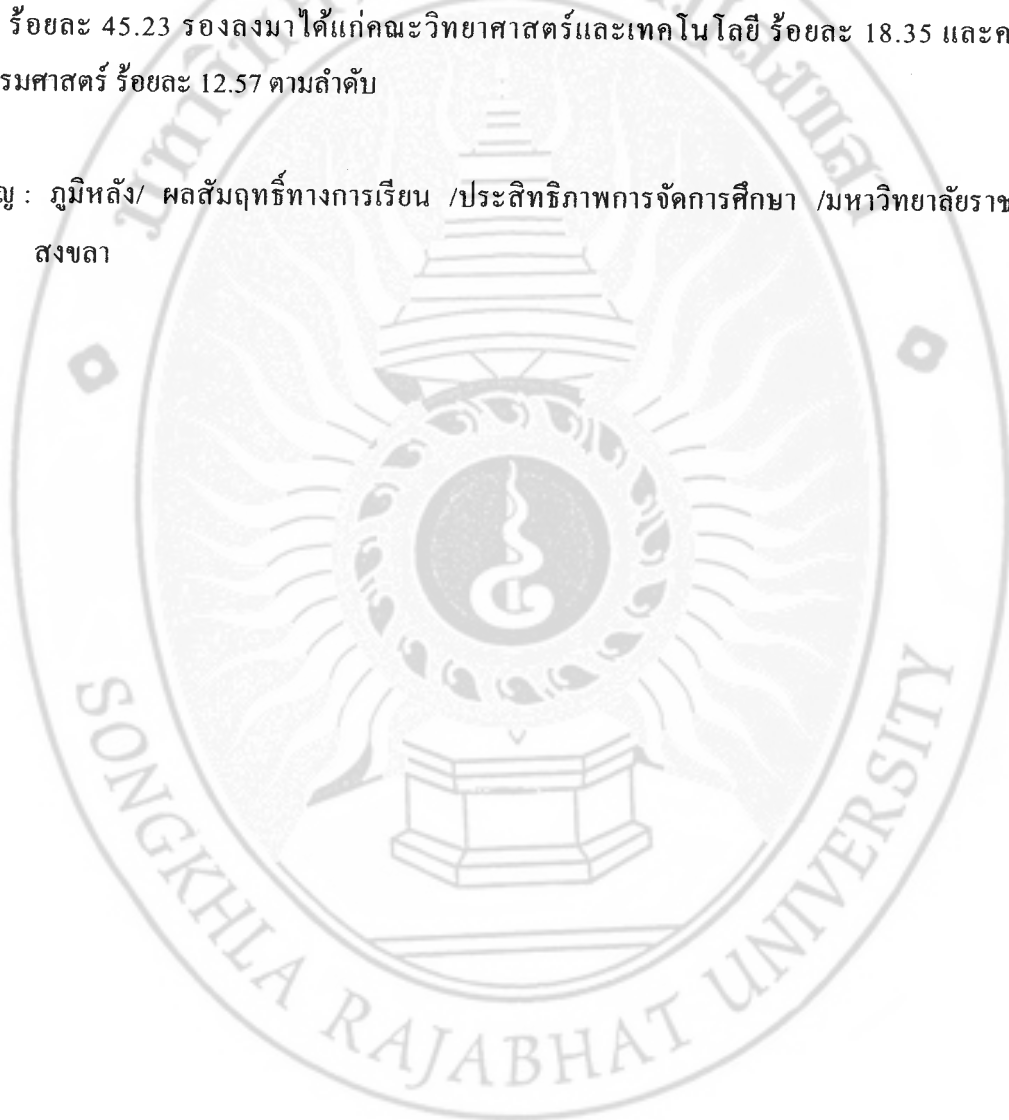 ร้อยละ 45.23 รองลงมาได้แก่คณะวิทยาศาสตร์และเทคโนโลยี ร้อยละ 18.35 และค
รมศาสตร์ ร้อยละ 12.57 ตามลำดับ
ญ : ภูมิหลัง/ ผลสัมฤทธิ์ทางการเรียน /ประสิทธิภาพการจัดการศึกษา /มหาวิทยาลัยราช
สงขลา
SONGKHLA RAJABHAT UNIVERSITY